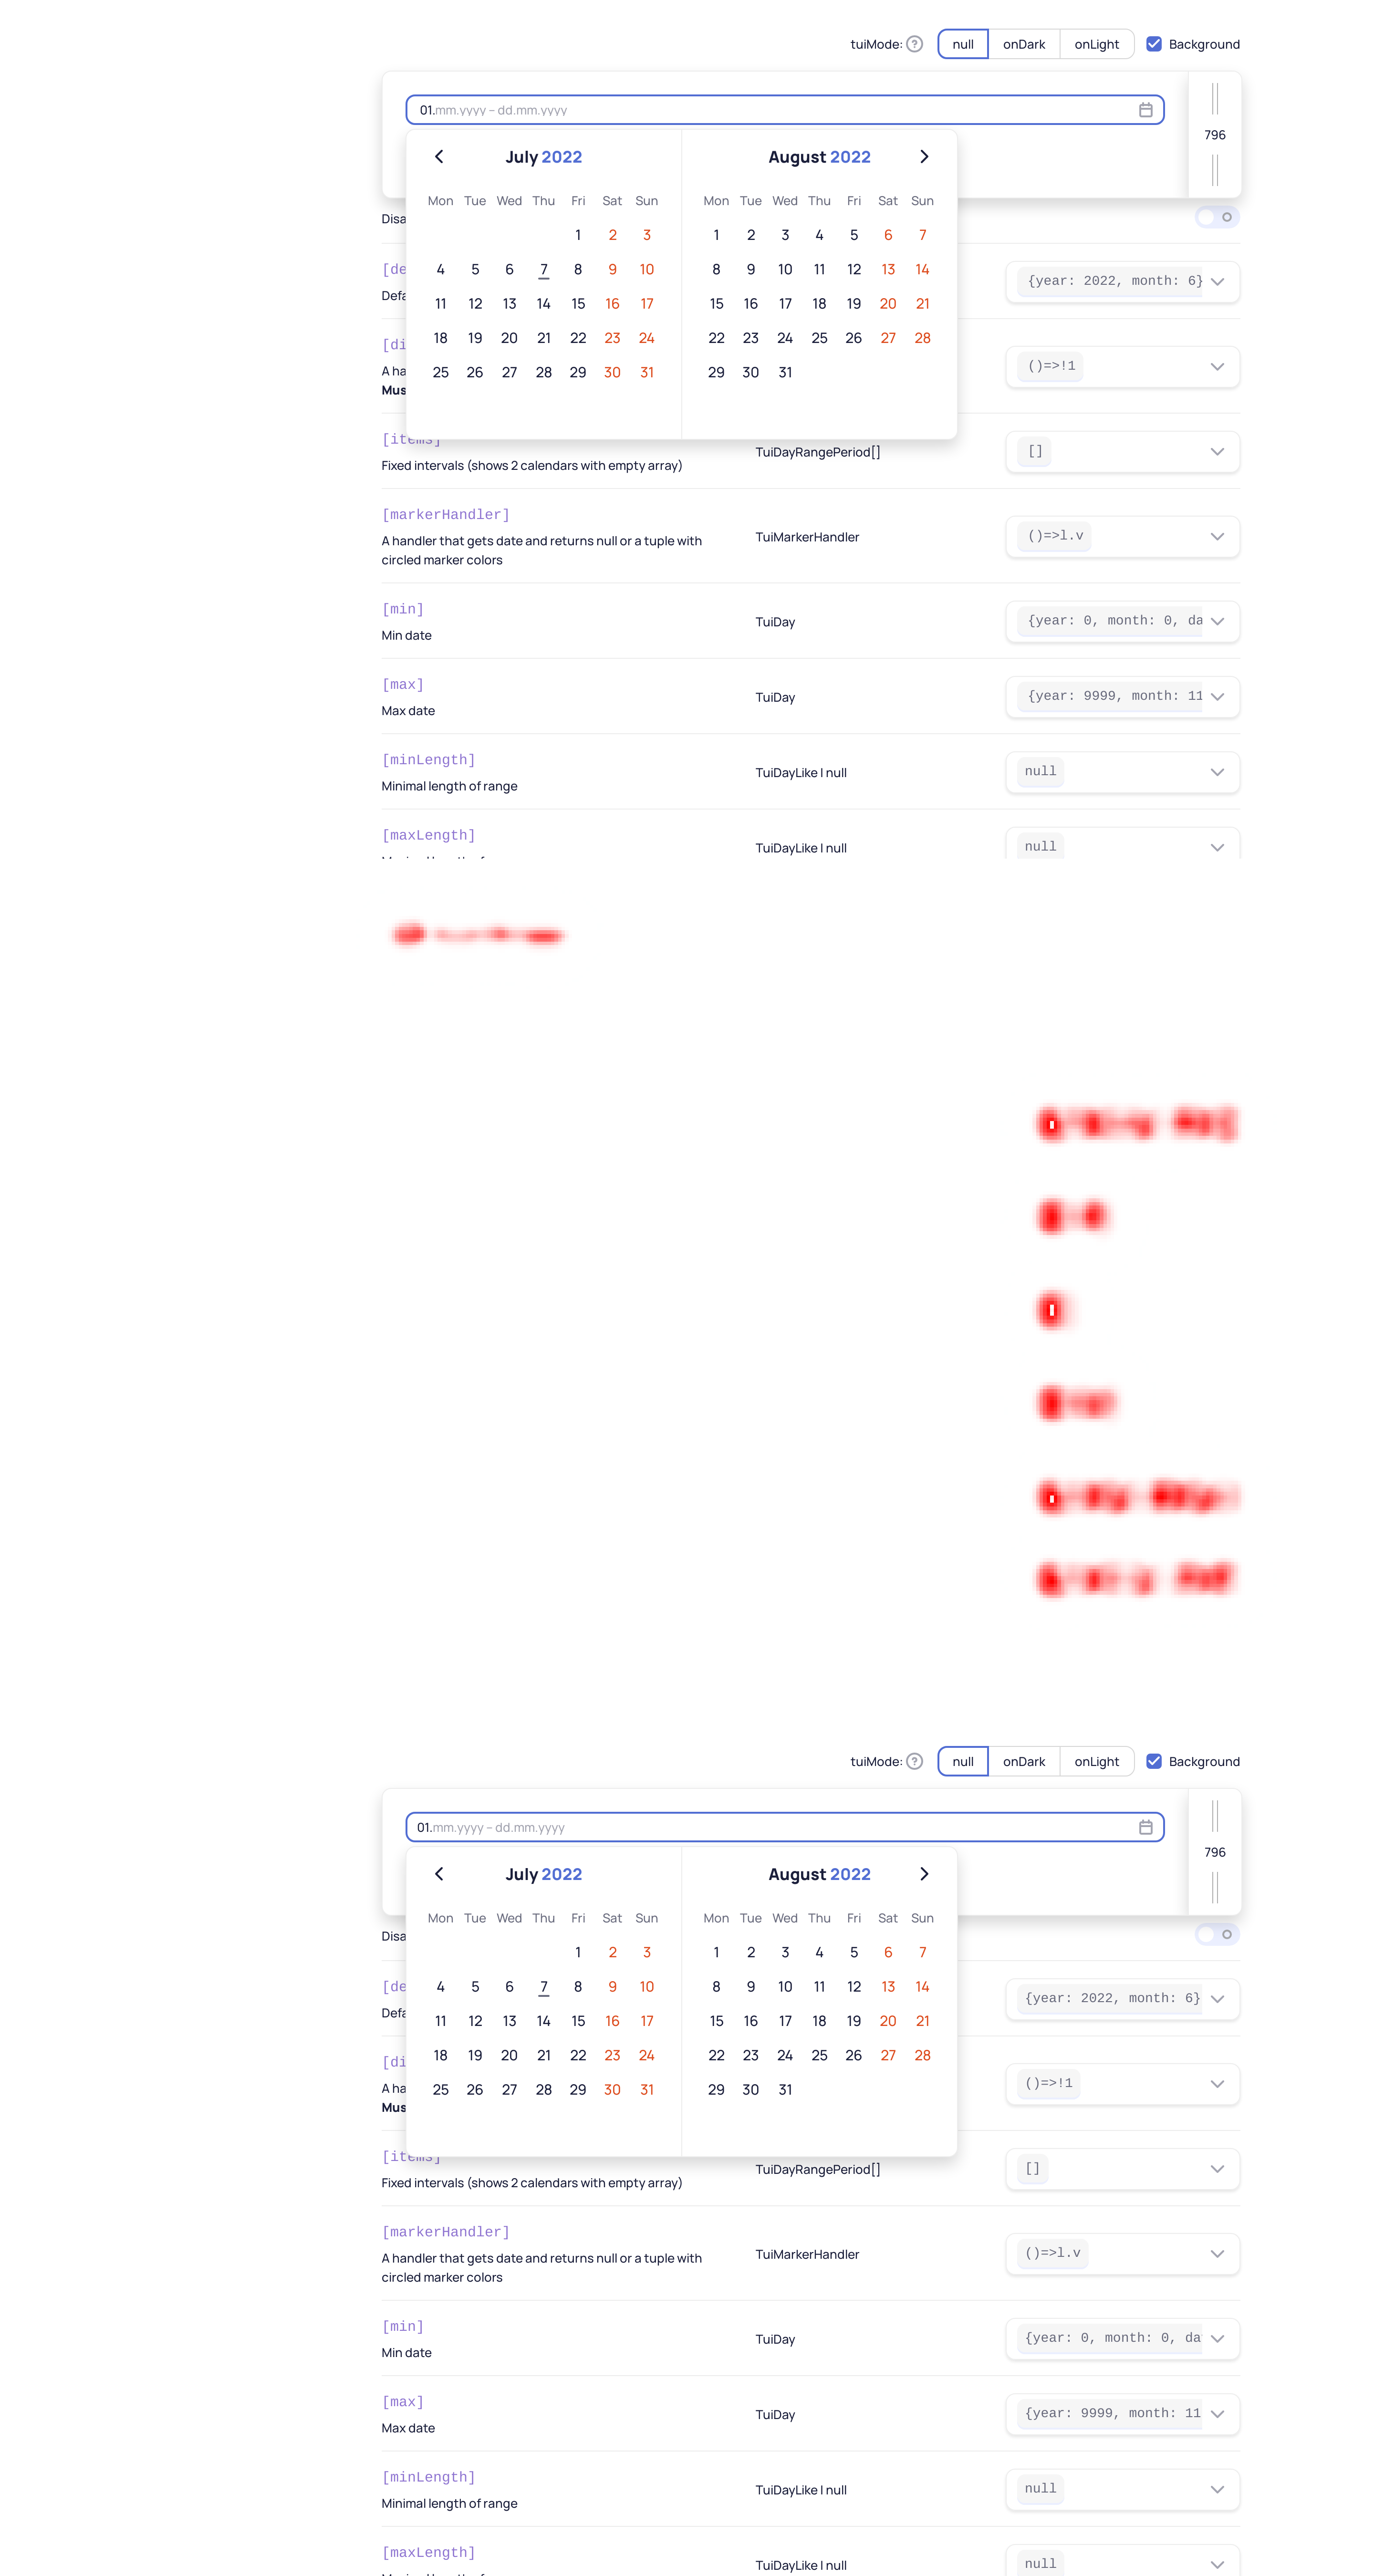 tuiMode: ? null onDark onLight Background
01.mm.yyyy – dd.mm.yyyy
796
July 2022 August 2022
Mon Tue Wed Thu Fri Sat Sun Mon Tue Wed Thu Fri Sat Sun
Disa
1 2 3 1 2 3 4 5 6 7
[de 4 5 6 7 8 9 10 8 9 10 11 12 13 14 {year: 2022, month: 6}
Defa 11 12 13 14 15 16 17 15 16 17 18 19 20 21
[di 18 19 20 21 22 23 24 22 23 24 25 26 27 28
()=>!1
A ha 25 26 27 28 29 30 31 29 30 31
Mus
[items]
TuiDayRangePeriod[] []
Fixed intervals (shows 2 calendars with empty array)
[markerHandler]
TuiMarkerHandler ()=>l.v
A handler that gets date and returns null or a tuple with
circled marker colors
[min]
TuiDay {year: 0, month: 0, da
Min date
[max]
TuiDay {year: 9999, month: 11
Max date
[minLength]
TuiDayLike | null null
Minimal length of range
[maxLength]
TuiDayLike | null null
tuiMode: ? null onDark onLight Background
01.mm.yyyy – dd.mm.yyyy
796
July 2022 August 2022
Mon Tue Wed Thu Fri Sat Sun Mon Tue Wed Thu Fri Sat Sun
Disa
1 2 3 1 2 3 4 5 6 7
[de 4 5 6 7 8 9 10 8 9 10 11 12 13 14 {year: 2022, month: 6}
Defa 11 12 13 14 15 16 17 15 16 17 18 19 20 21
[di 18 19 20 21 22 23 24 22 23 24 25 26 27 28
()=>!1
A ha 25 26 27 28 29 30 31 29 30 31
Mus
[items]
TuiDayRangePeriod[] []
Fixed intervals (shows 2 calendars with empty array)
[markerHandler]
TuiMarkerHandler ()=>l.v
A handler that gets date and returns null or a tuple with
circled marker colors
[min]
TuiDay {year: 0, month: 0, da
Min date
[max]
TuiDay {year: 9999, month: 11
Max date
[minLength]
TuiDayLike | null null
Minimal length of range
[maxLength]
TuiDayLike | null null